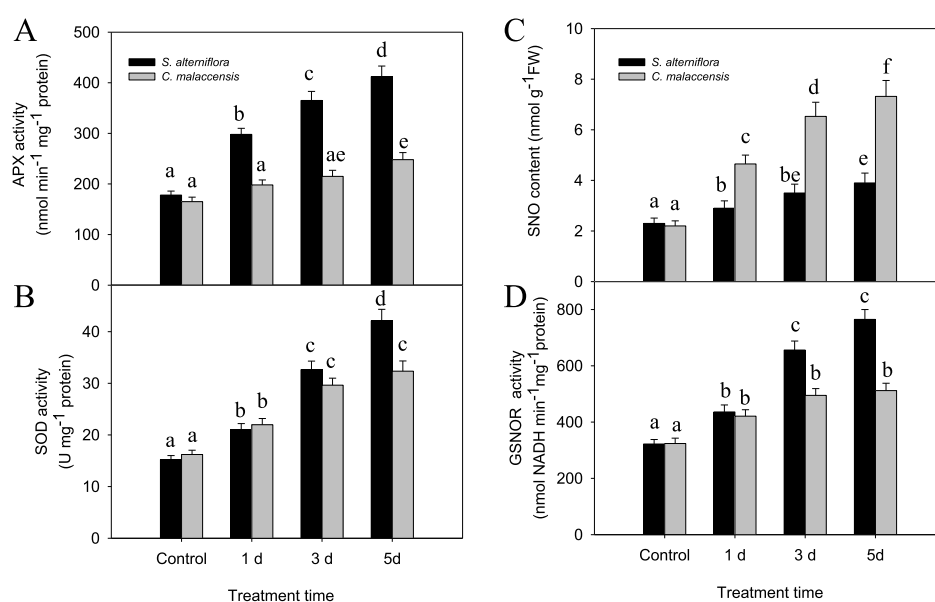 A
APX activity
(nmol min-1 mg-1 protein)
500
400
300
200
100
0
S. alterniflora
C. malaccensis
a
a
b
a
c
ae
d
e
B
SOD activity
(U mg-1 protein)
40
30
20
10
0
a
a
b
b
c
c
d
c
Control
1 d
3 d
5d
Treatment time
C
SNO content (nmol g-1FW)
10
8
6
4
2
0
S. alterniflora
C. malaccensis
a
a
b
c
be
d
e
f
D
GSNOR activity
(nmol NADH min-1mg-1protein)
800
600
400
200
0
a
a
b
b
c
b
c
b
Control
1 d
3 d
5d
Treatment time